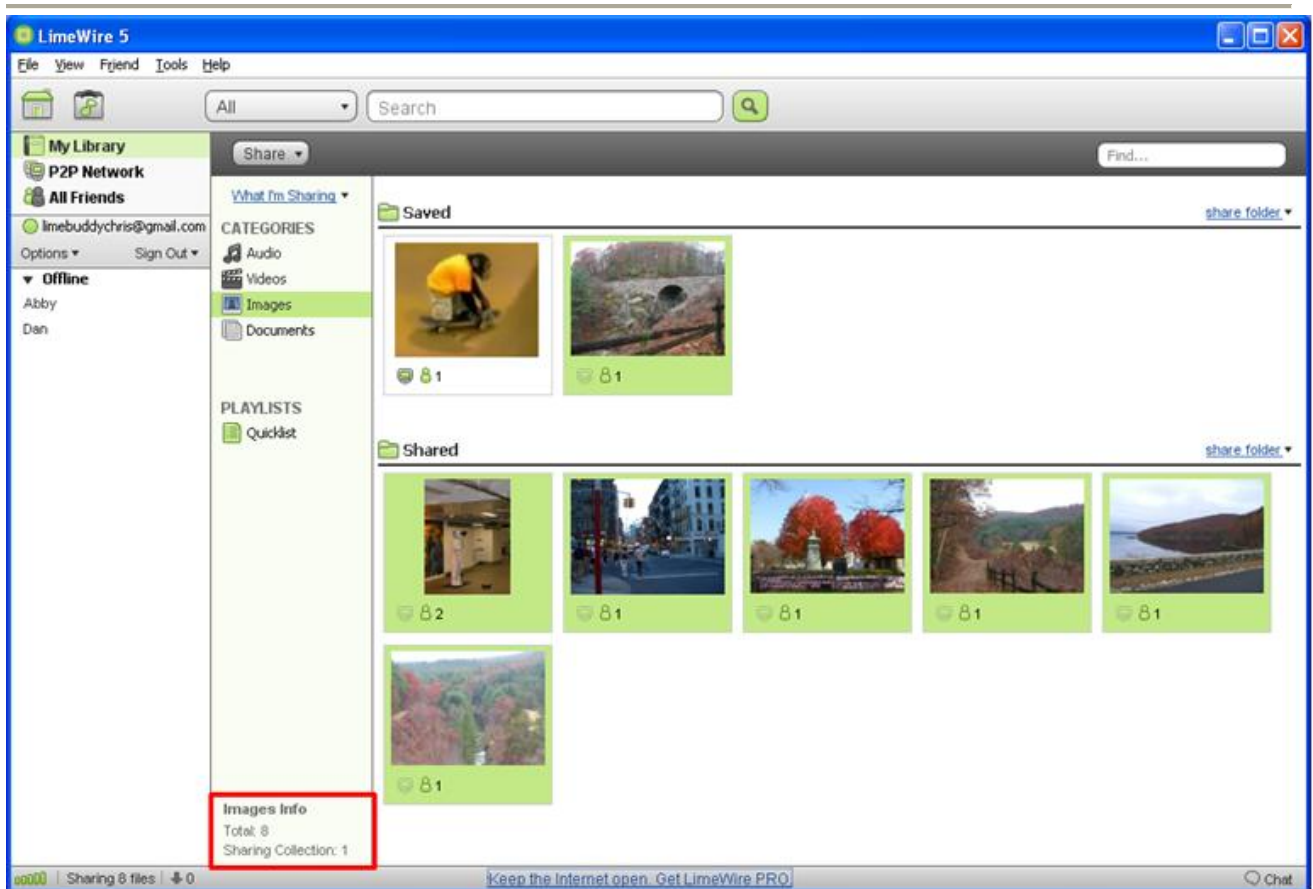 LimeWire 5
File View Friend Tools Help
All
Search
My Library
P2P Network
All Friends
limebuddychris@gmail.com
Options
Sign Out
Offline
Abby
Dan
Share
Find...
What I'm Sharing
CATEGORIES
Audio
Videos
Images
Documents
PLAYLISTS
Quicklist
Images Info
Total: 8
Sharing Collection: 1
Saved
share folder
1
1
Shared
share folder
2
1
1
1
1
1
Sharing 8 files
0
Keep the Internet open. Get LimeWire PRO
Chat